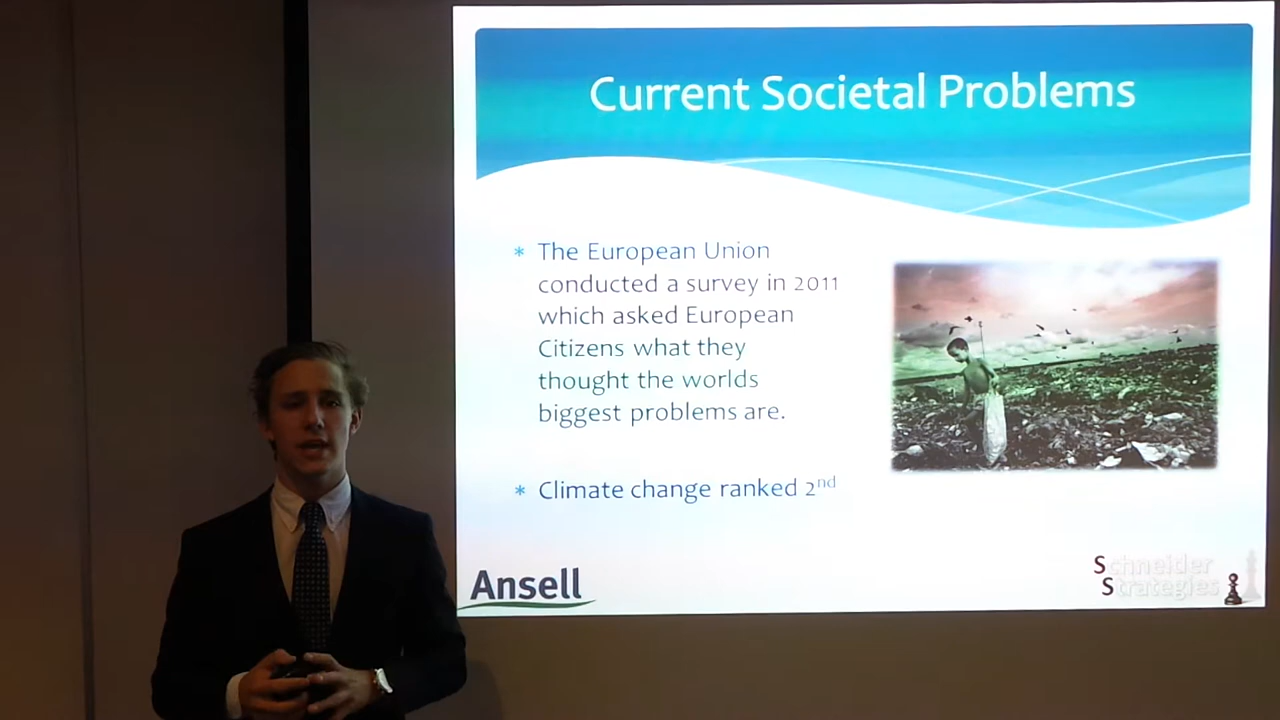 Current Societal Problems
* The European Union
conducted a survey in 2011
which asked European
Citizens what they
thought the worlds
biggest problems are.
* Climate change ranked 2nd
Ansell
Schneider
Strategies